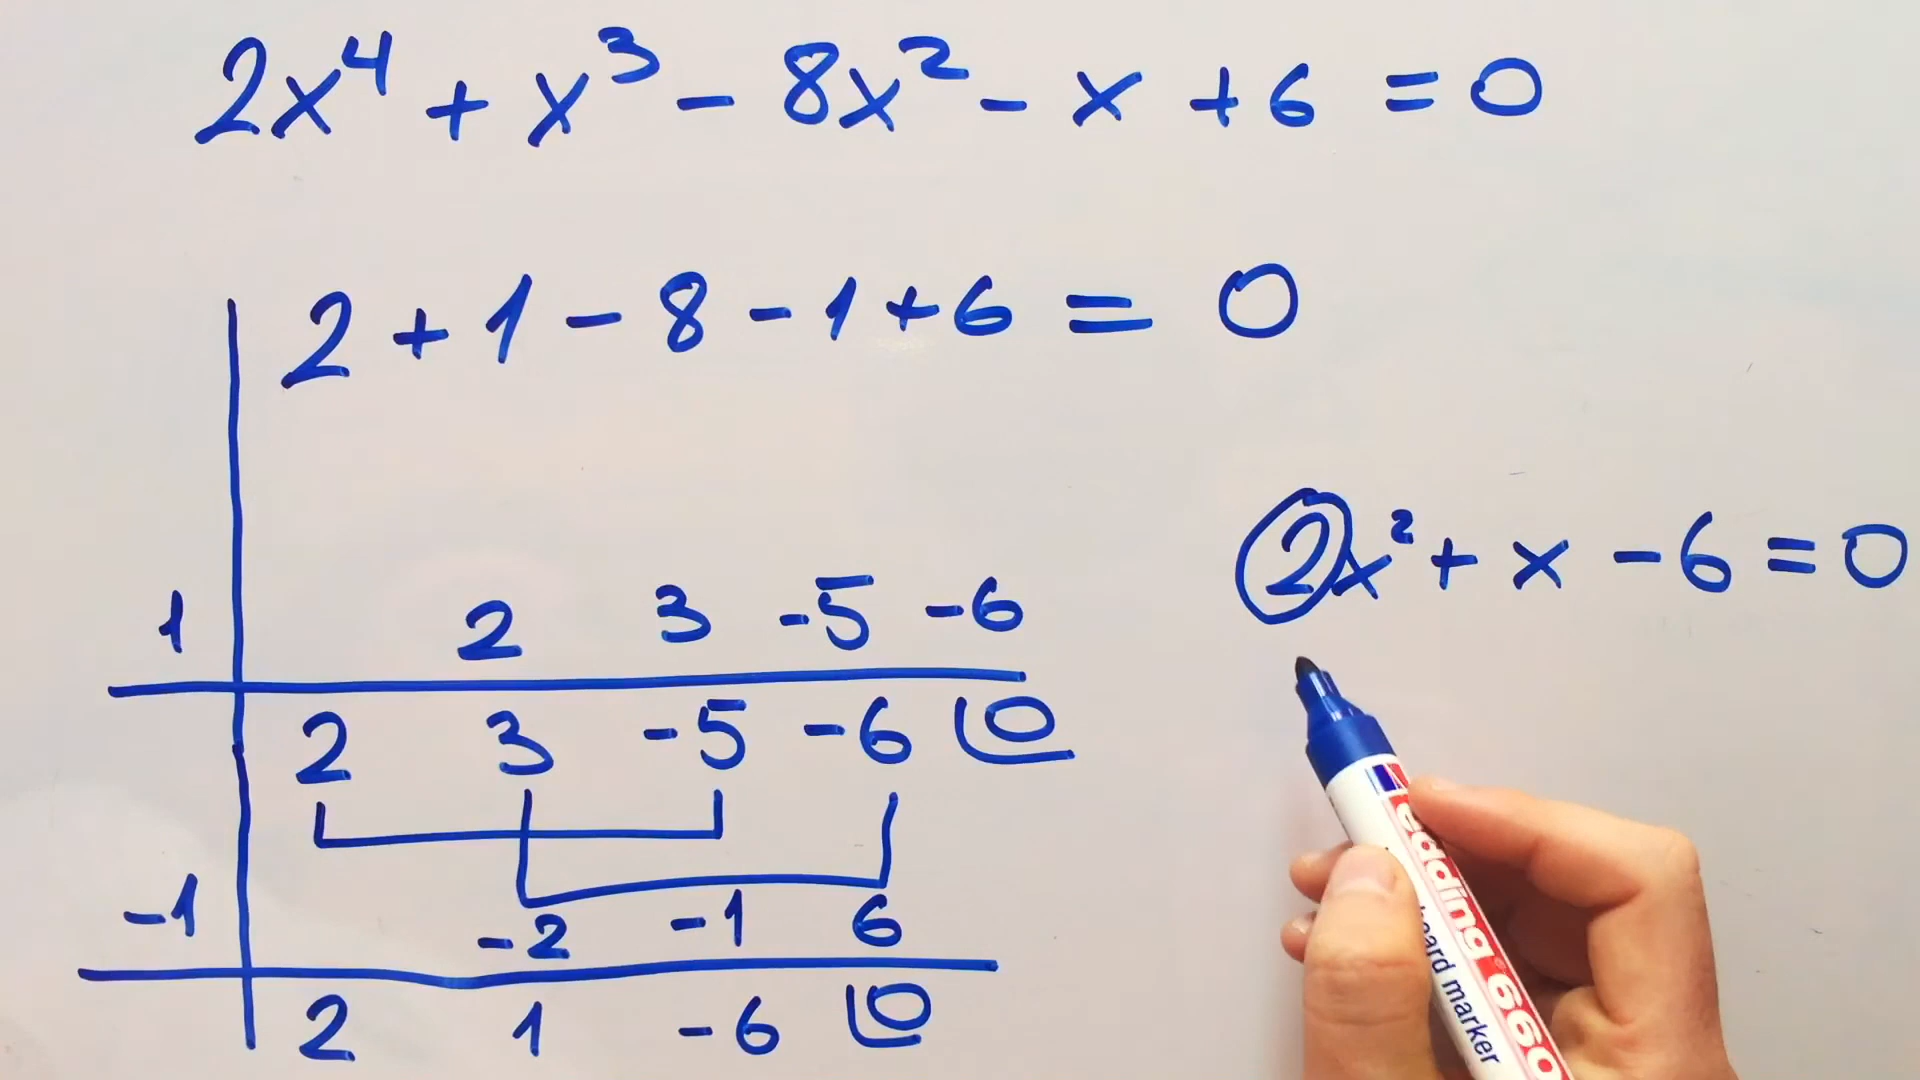 2x⁴ + x³ - 8x² - x + 6 = 0
2 + 1 - 8 - 1 + 6 = 0
2x² + x - 6 = 0
1 2 3 -5 -6
2 3 -5 -6 0
-1 -2 -1 6
2 1 -6 0
edding 660
board marker